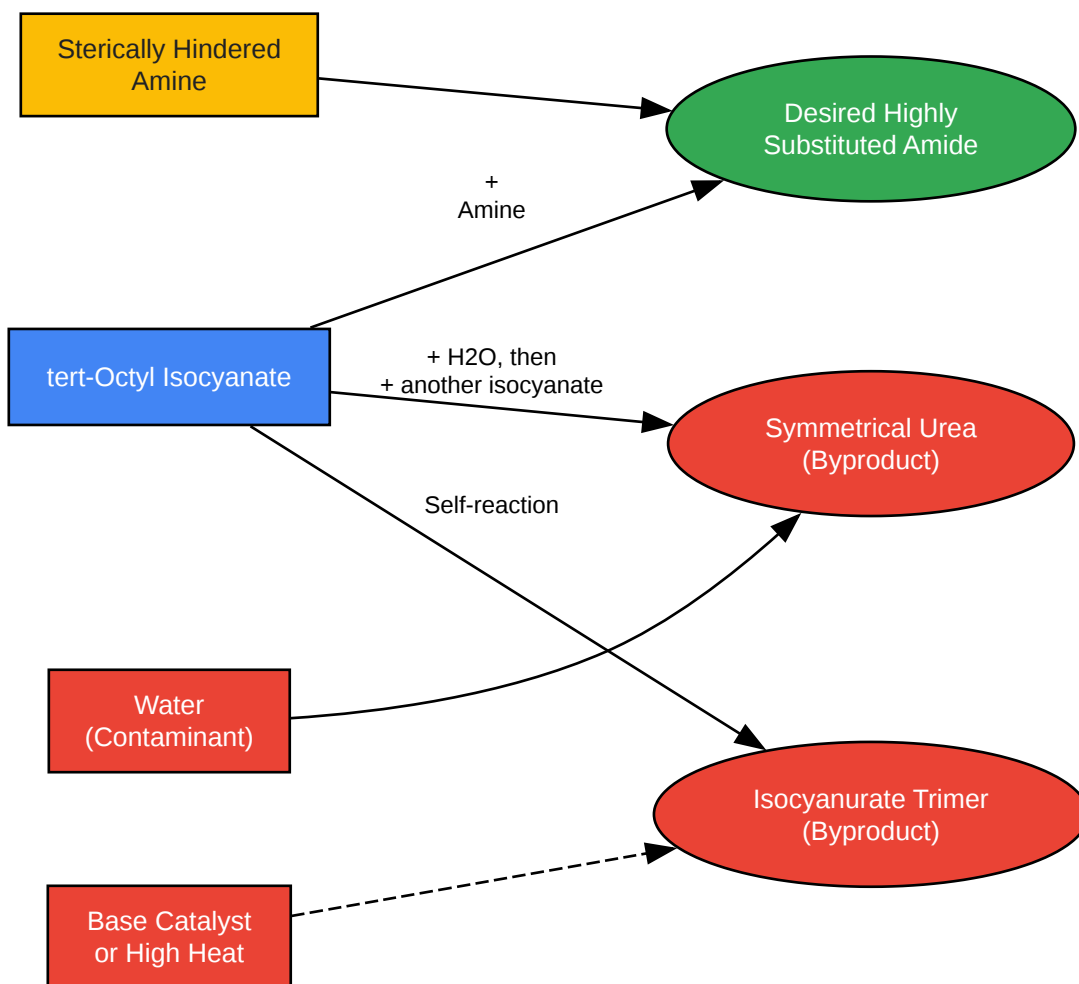 Sterically Hindered
Amine
Desired Highly
Substituted Amide
+
Amine
tert-Octyl Isocyanate
+ H2O, then
+ another isocyanate
Symmetrical Urea
(Byproduct)
Self-reaction
Water
(Contaminant)
Isocyanurate Trimer
(Byproduct)
Base Catalyst
or High Heat